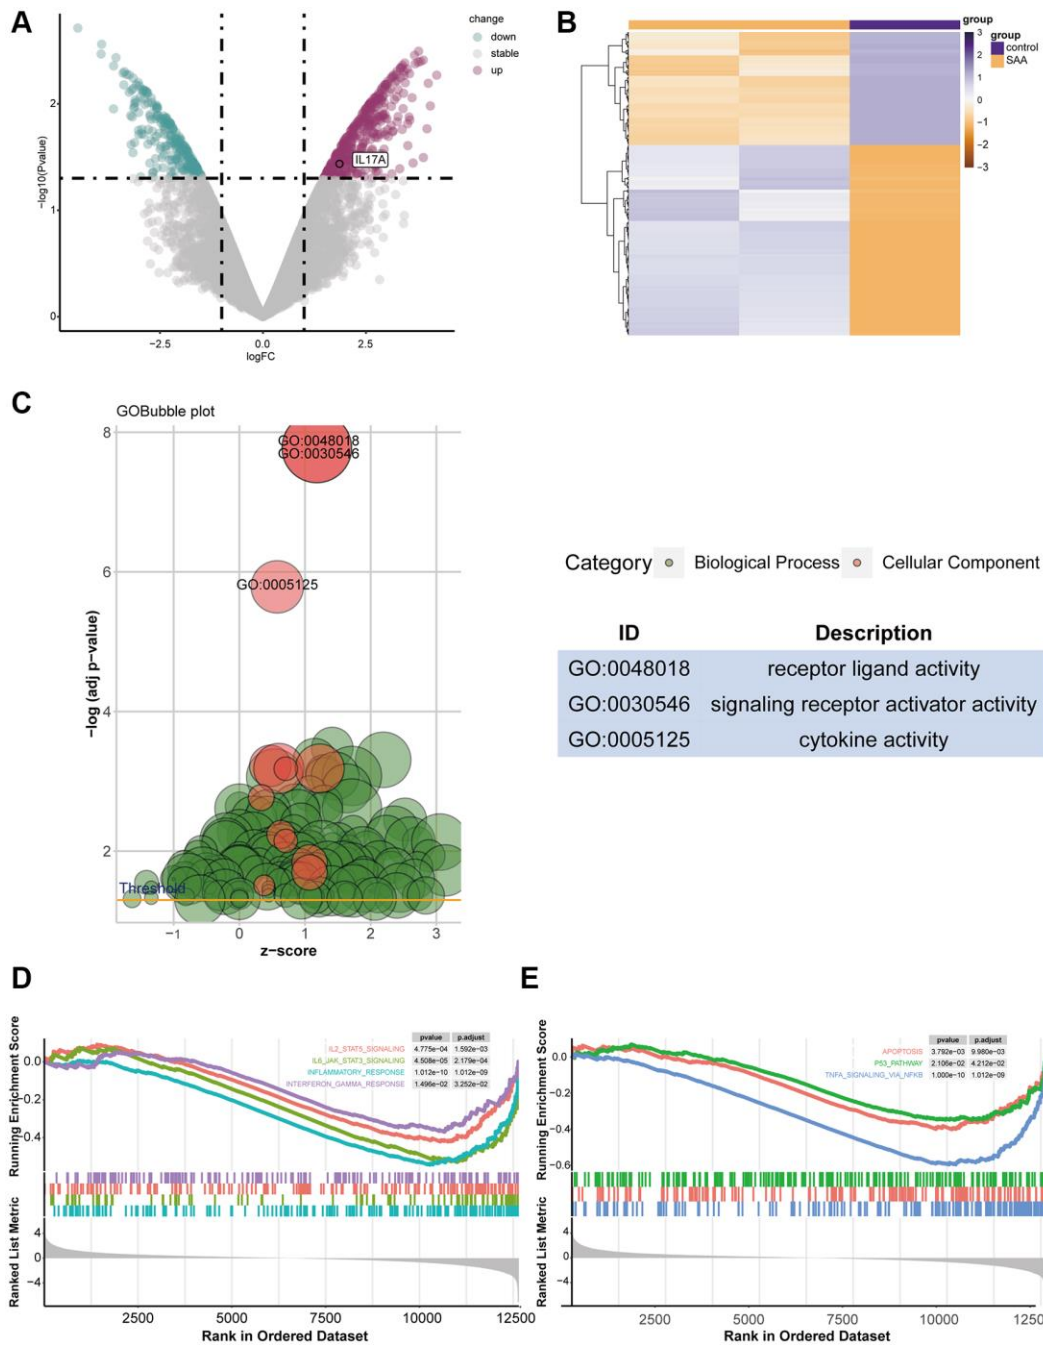 A
change
down
stable
up
IL17A
−log10(Pvalue)
2
1
0
−2.5 0.0 2.5
logFC
B
group
3
2
1
0
−1
−2
−3
group
control
SAA
C
GOBubble plot
8
6
4
2
−log (adj p−value)
GO:0048018
GO:0030546
GO:0005125
Threshold
−1 0 1 2 3
z−score
Category Biological Process Cellular Component
ID Description
GO:0048018 receptor ligand activity
GO:0030546 signaling receptor activator activity
GO:0005125 cytokine activity
D
Running Enrichment Score
0.0
−0.2
−0.4
pvalue p.adjust
IL2_STAT5_SIGNALING 4.775e−04 1.592e−03
IL6_JAK_STAT3_SIGNALING 4.508e−05 2.179e−04
INFLAMMATORY_RESPONSE 1.012e−10 1.012e−09
INTERFERON_GAMMA_RESPONSE 1.496e−02 3.252e−02
Ranked List Metric
4
0
−4
2500 5000 7500 10000 12500
Rank in Ordered Dataset
E
Running Enrichment Score
0.0
−0.2
−0.4
−0.6
pvalue p.adjust
APOPTOSIS 3.792e−03 9.980e−03
P53_PATHWAY 2.106e−02 4.212e−02
TNFA_SIGNALING_VIA_NFKB 1.000e−10 1.012e−09
Ranked List Metric
4
0
−4
2500 5000 7500 10000 1250
Rank in Ordered Dataset